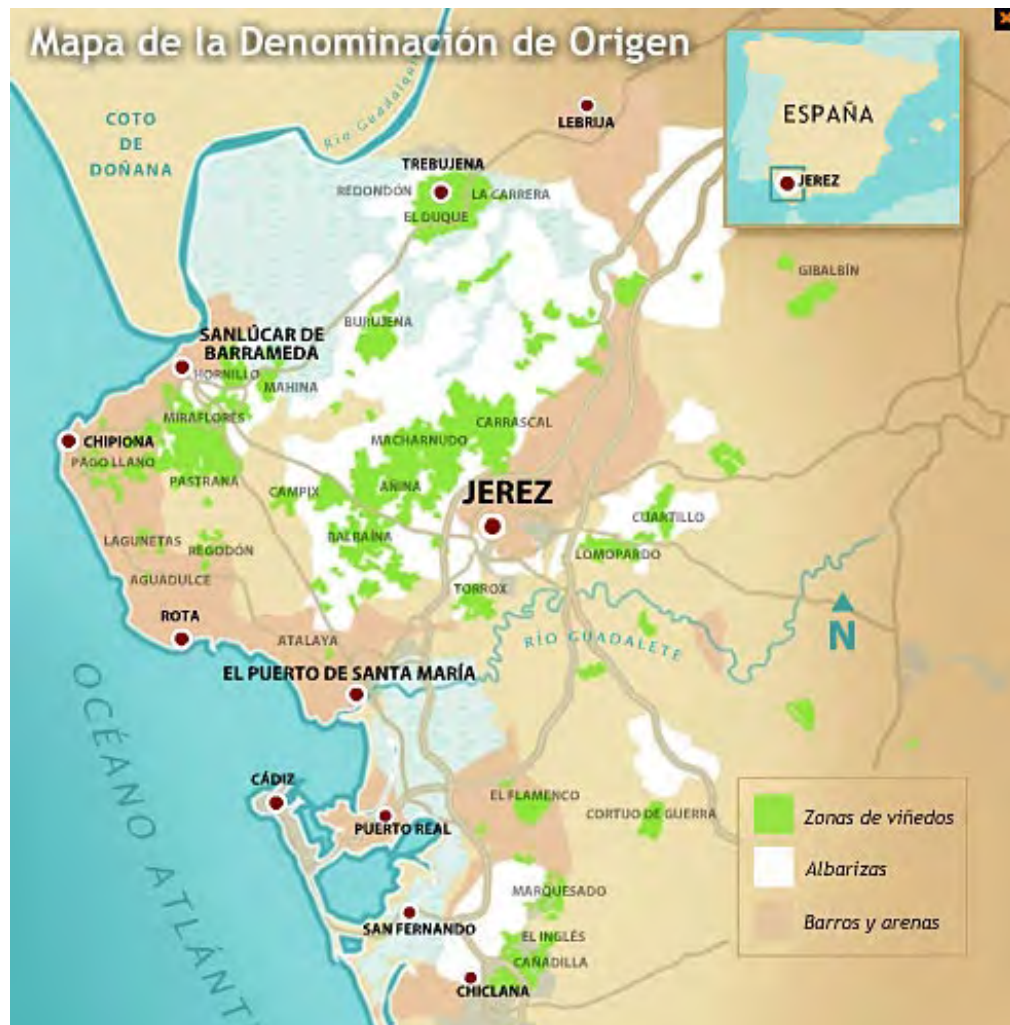 Mapa de la Denominación de Origen
ESPAÑA
JEREZ
COTO
DE
DOÑANA
LEBRIJA
TREBUJENA
REDONDÓN
LA CARRERA
EL DUQUE
GIBALBÍN
BURUJENA
SANLÚCAR DE
BARRAMEDA
HORNILLO
MAHINA
MIRAFLORES
CARRASCAL
MACHARNUDO
CHIPIONA
PAGO LLANO
PASTRANA
CAMPIX
AÑINA
JEREZ
CUARTILLO
BALBAÍNA
LAGUNETAS
REGODÓN
LOMOPARDO
AGUADULCE
TORROX
ROTA
ATALAYA
RÍO GUADALETE
N
EL PUERTO DE SANTA MARÍA
OCÉANO ATLÁNT
CÁDIZ
EL FLAMENCO
PUERTO REAL
CORTUO DE GUERRA
Zonas de viñedos
Albarizas
Barros y arenas
MARQUESADO
SAN FERNANDO
EL INGLÉS
CAÑADILLA
CHICLANA